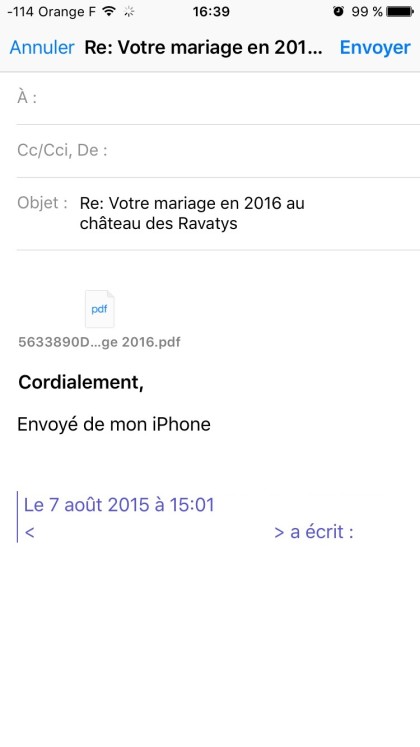 -114 Orange F 16:39 99 %
Annuler Re: Votre mariage en 201... Envoyer
À :
Cc/Cci, De :
Objet : Re: Votre mariage en 2016 au
château des Ravatys
pdf
5633890D...ge 2016.pdf
Cordialement,
Envoyé de mon iPhone
Le 7 août 2015 à 15:01
< > a écrit :